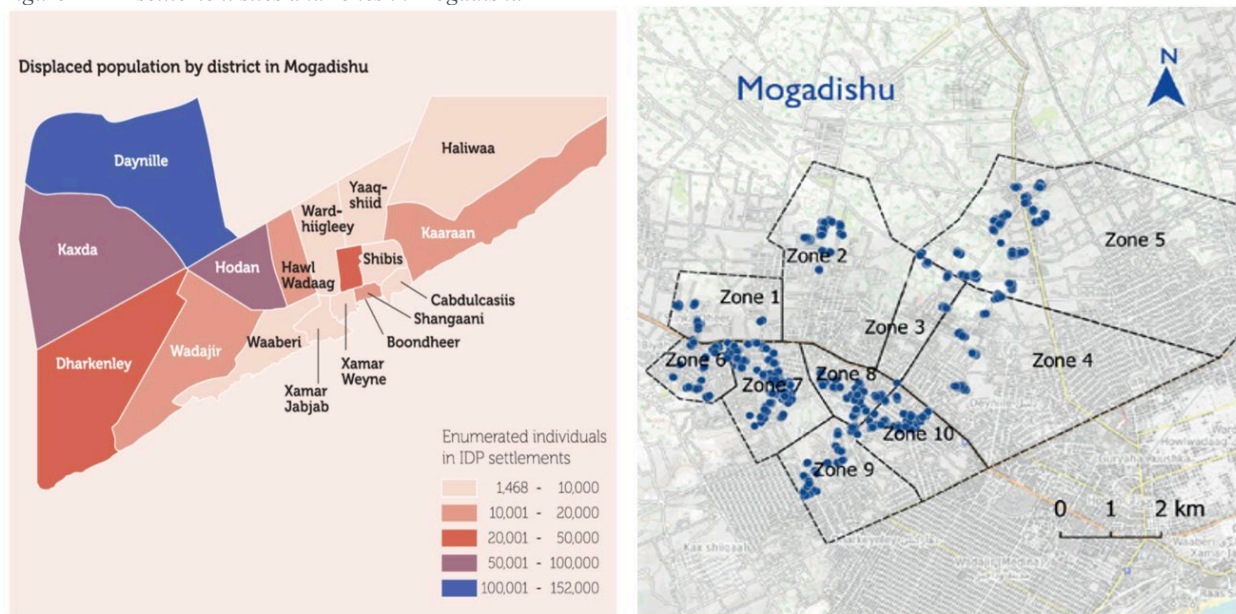 Displaced population by district in Mogadishu
Daynille
Haliwaa
Yaaq-
shiid
Ward-
hiigleey
Kaxda
Hodan
Hawl
Wadaag
Shibis
Kaaraan
Cabdulcasiis
Shangaani
Boondheer
Dharkenley
Wadajir
Waaberi
Xamar
Weyne
Xamar
Jabjab
Enumerated individuals
in IDP settlements
1,468 - 10,000
10,001 - 20,000
20,001 - 50,000
50,001 - 100,000
100,001 - 152,000
Mogadishu
N
Zone 5
Zone 2
Zone 1
Zone 3
Zone 4
Zone 6
Zone 7
Zone 8
Zone 10
Zone 9
0 1 2 km
Howlwadaag
Kax shiiqaal
Waaberi